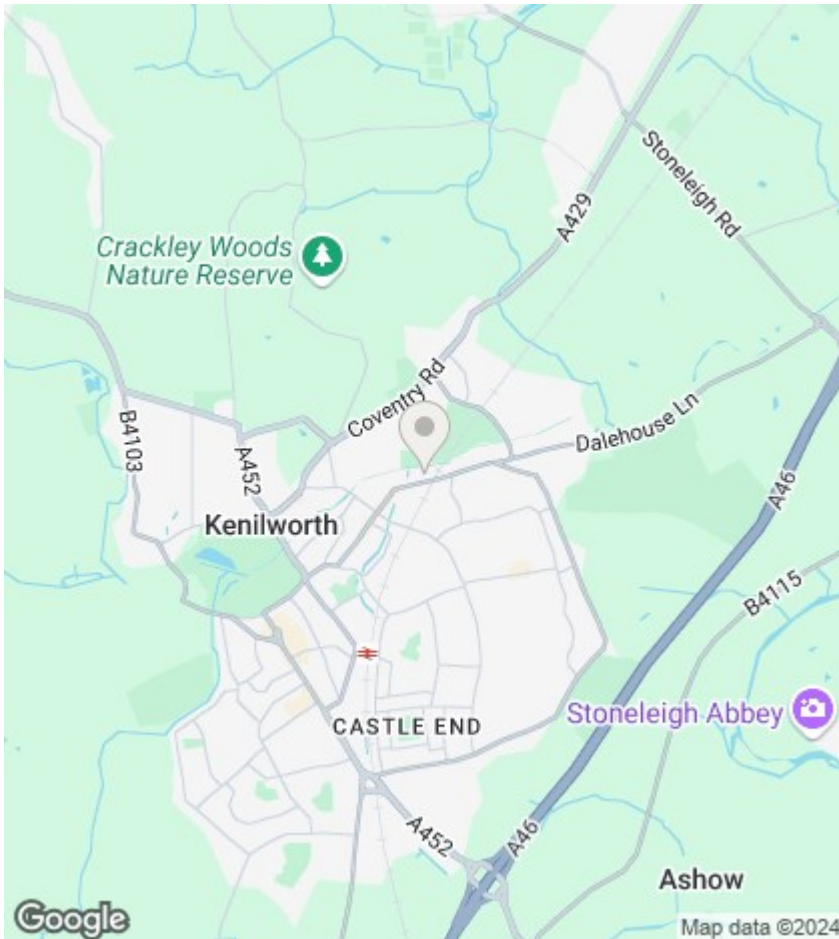 Stoneleigh Rd
A429
Crackley Woods
Nature Reserve
Coventry Rd
Dalehouse Ln
B4103
A452
A46
Kenilworth
B4115
Stoneleigh Abbey
CASTLE END
A452
A46
Ashow
Google
Map data ©2024